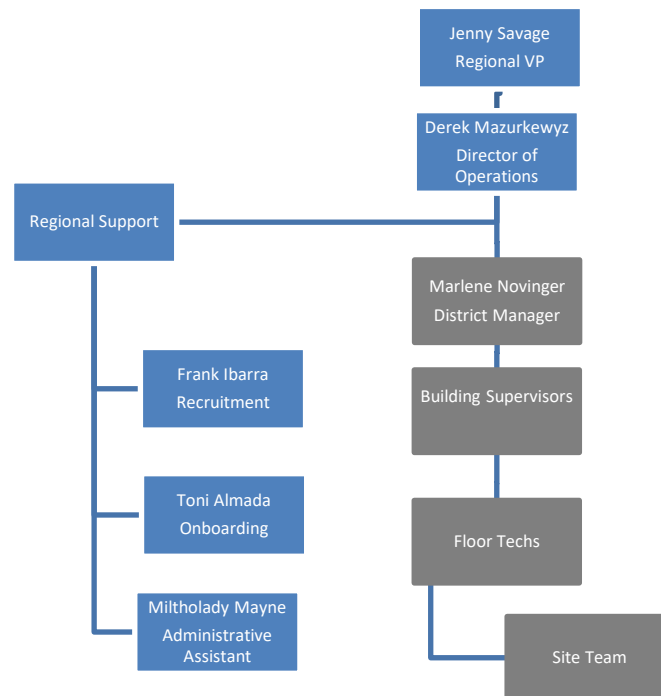 Jenny Savage
Regional VP
Derek Mazurkewyz
Director of
Operations
Regional Support
Marlene Novinger
District Manager
Frank Ibarra
Recruitment
Building Supervisors
Toni Almada
Onboarding
Floor Techs
Miltholady Mayne
Administrative
Assistant
Site Team